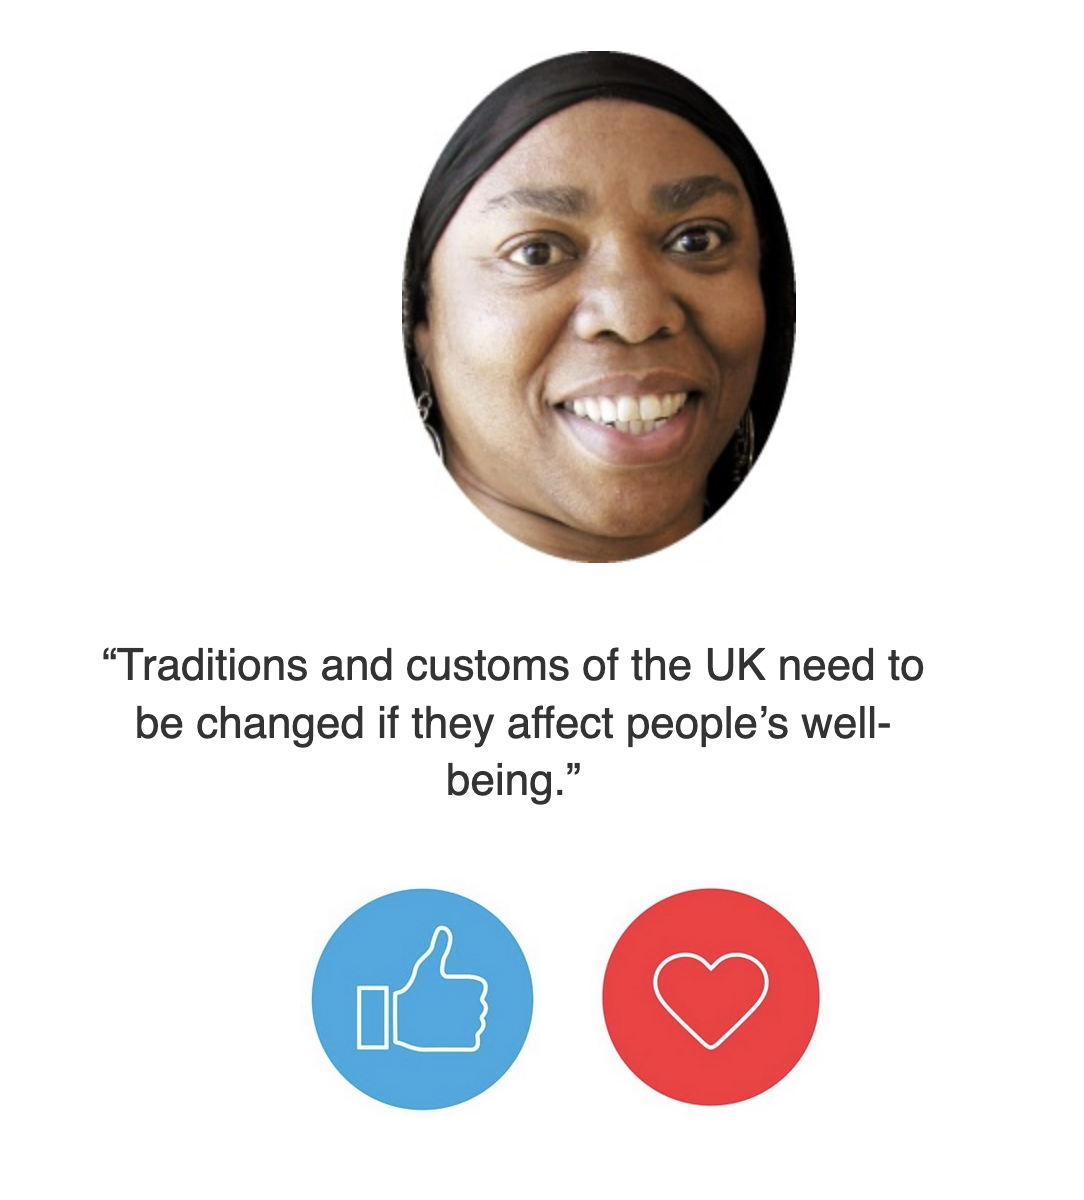 “Traditions and customs of the UK need to
be changed if they affect people’s well-
being.”